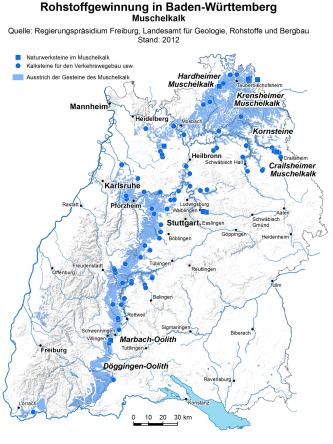 Rohstoffgewinnung in Baden-Württemberg
Muschelkalk
Quelle: Regierungspräsidium Freiburg, Landesamt für Geologie, Rohstoffe und Bergbau
Stand: 2012
Naturwerksteine im Muschelkalk
Kalksteine für den Verkehrswegebau usw.
Ausstrich der Gesteine des Muschelkalk
Hardheimer
Muschelkalk
Tauberbischofsheim
Krensheimer
Muschelkalk
Mannheim
Heidelberg
Mosbach
Kornsteine
Heilbronn
Schwäbisch Hall
Crailsheim
Crailsheimer
Muschelkalk
Karlsruhe
Pforzheim
Ludwigsburg
Waiblingen
Rastatt
Stuttgart
Esslingen
Schwäbisch
Gmünd
Aalen
Böblingen
Göppingen
Heidenheim
Tübingen
Reutlingen
Freudenstadt
Offenburg
Ulm
Balingen
Rottweil
Schwenningen
Villingen
Marbach-Oolith
Sigmaringen
Biberach
Tuttlingen
Freiburg
Döggingen-Oolith
Ravensburg
Lörrach
Konstanz
0 10 20 30 km